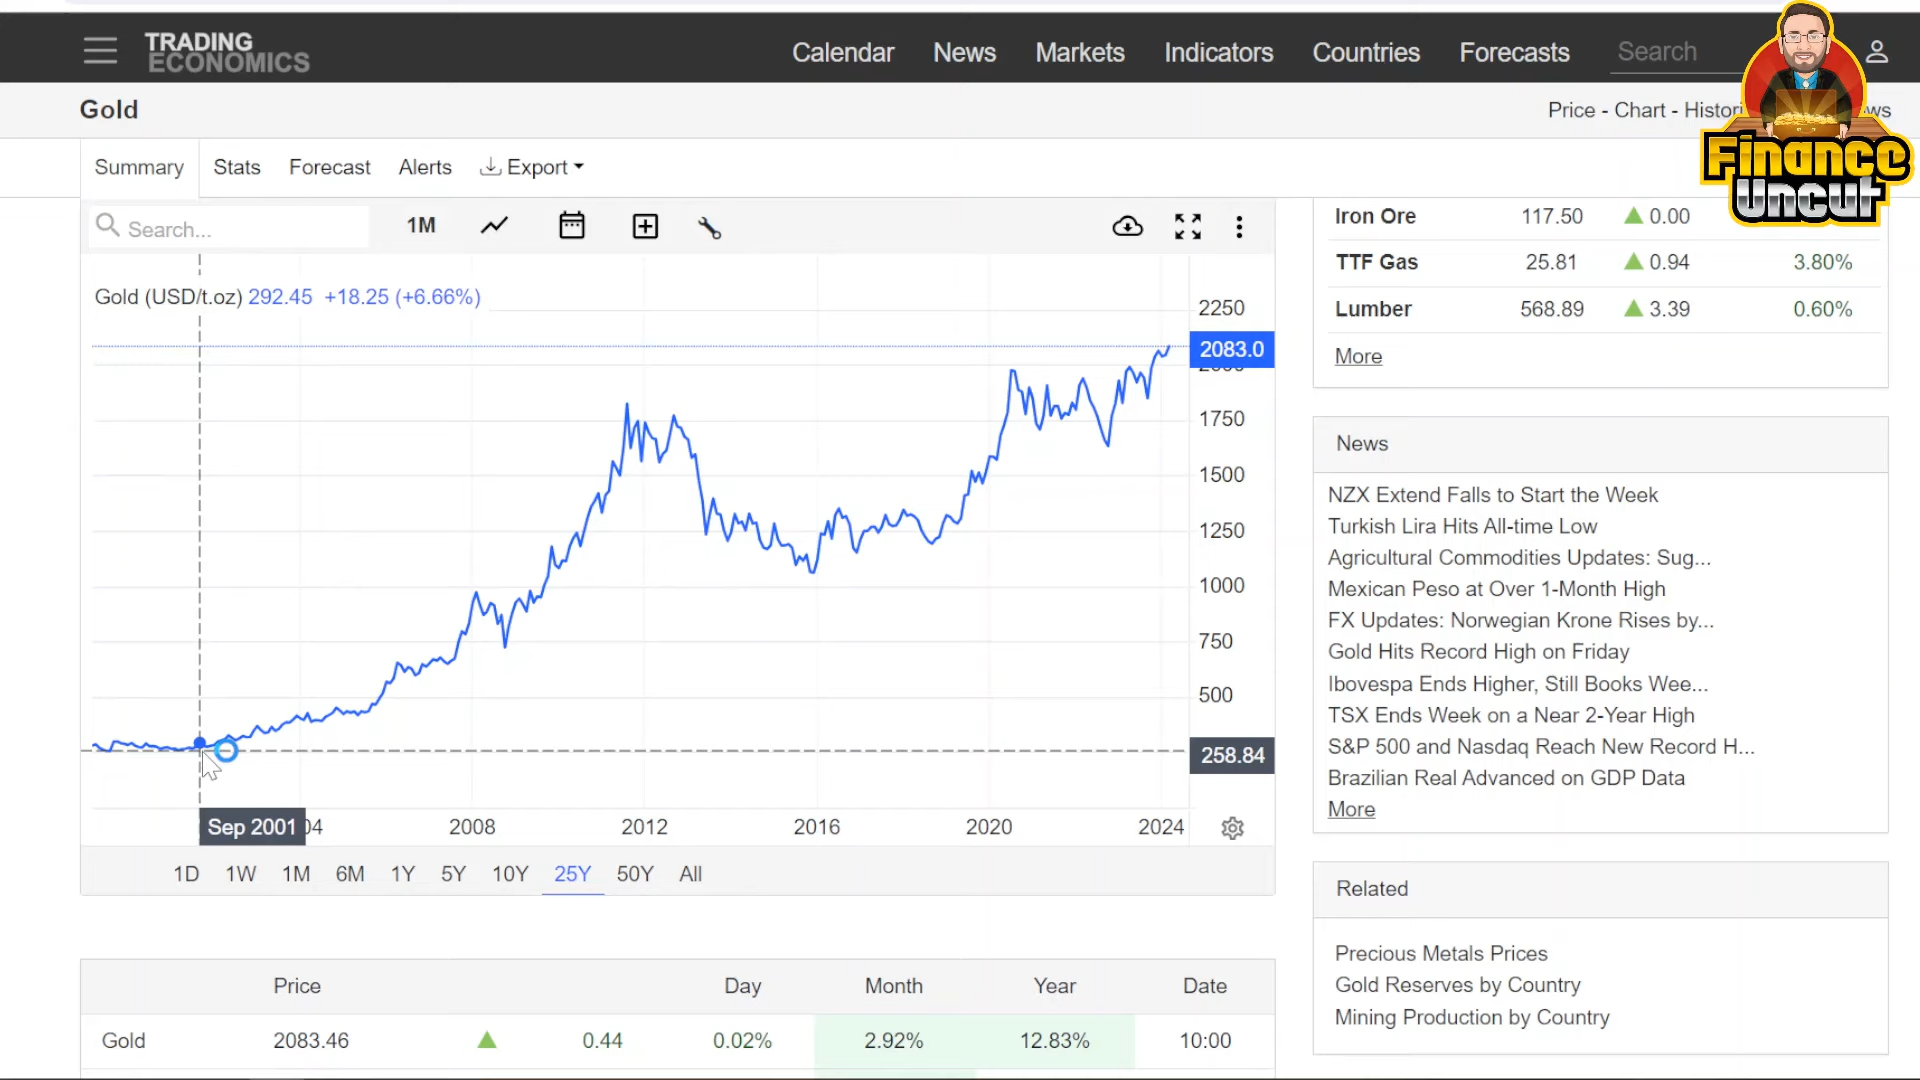 TRADING
ECONOMICS
Calendar News Markets Indicators Countries Forecasts Search
Gold
Price - Chart - Histori ws
Finance
Uncut
Summary Stats Forecast Alerts Export
Search... 1M
Iron Ore 117.50 0.00
TTF Gas 25.81 0.94 3.80%
Lumber 568.89 3.39 0.60%
More
Gold (USD/t.oz) 292.45 +18.25 (+6.66%)
2250
2083.0
1750
1500
1250
1000
750
500
258.84
Sep 2001 04 2008 2012 2016 2020 2024
1D 1W 1M 6M 1Y 5Y 10Y 25Y 50Y All
News
NZX Extend Falls to Start the Week
Turkish Lira Hits All-time Low
Agricultural Commodities Updates: Sug...
Mexican Peso at Over 1-Month High
FX Updates: Norwegian Krone Rises by...
Gold Hits Record High on Friday
Ibovespa Ends Higher, Still Books Wee...
TSX Ends Week on a Near 2-Year High
S&P 500 and Nasdaq Reach New Record H...
Brazilian Real Advanced on GDP Data
More
Related
Precious Metals Prices
Gold Reserves by Country
Mining Production by Country
Price Day Month Year Date
Gold 2083.46 0.44 0.02% 2.92% 12.83% 10:00